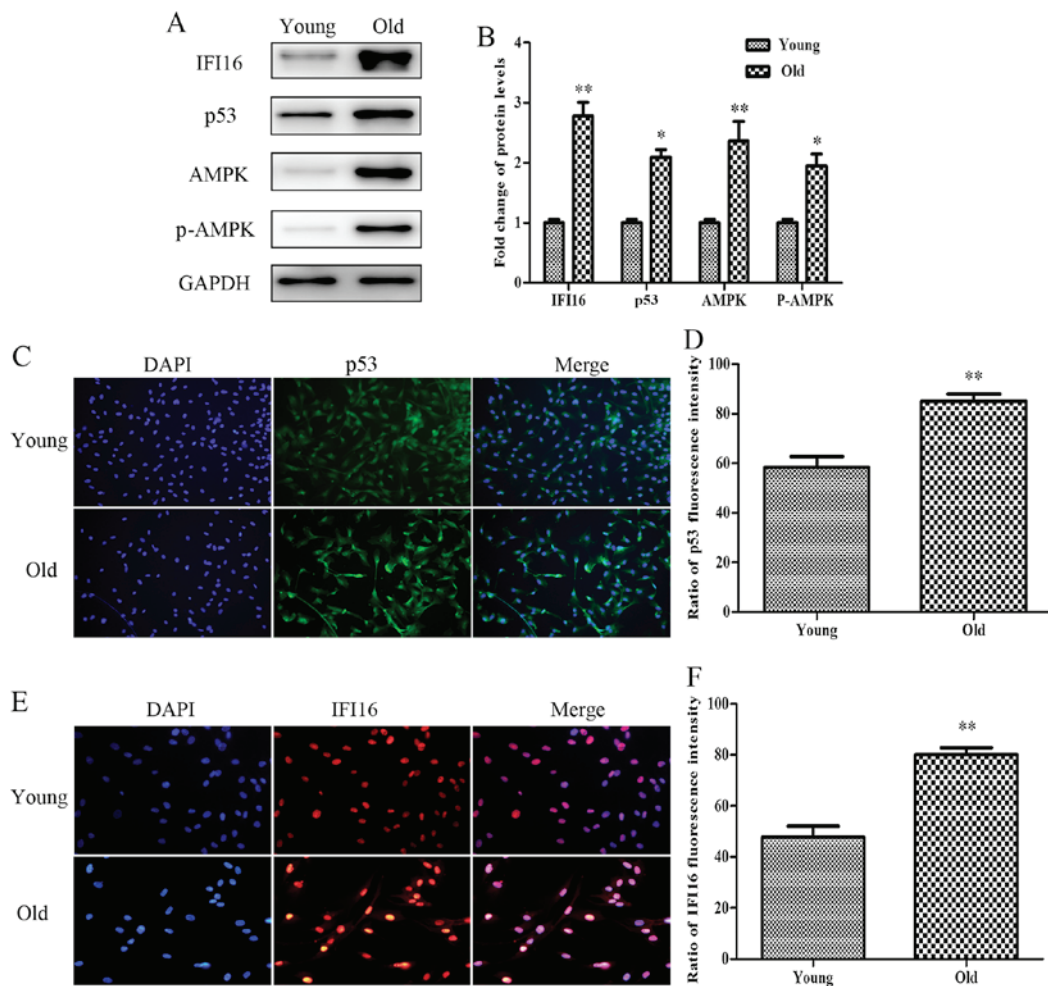 A
Young Old
IFI16
p53
AMPK
p-AMPK
GAPDH
B
Fold change of protein levels
4
3
2
1
0
Young
Old
** * ** *
IFI16 p53 AMPK P-AMPK
C
DAPI p53 Merge
Young
Old
D
Ratio of p53 fluorescence intensity
100
80
60
40
20
0
**
Young Old
E
DAPI IFI16 Merge
Young
Old
F
Ratio of IFI16 fluorescence intensity
100
80
60
40
20
0
**
Young Old